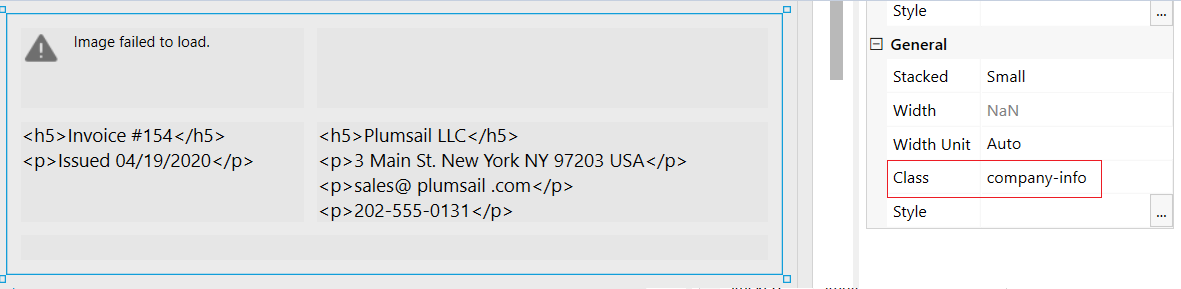 Image failed to load.
<h5>Invoice #154</h5>
<p>Issued 04/19/2020</p>
<h5>Plumsail LLC</h5>
<p>3 Main St. New York NY 97203 USA</p>
<p>sales@ plumsail .com</p>
<p>202-555-0131</p>
Style ...
General
Stacked Small
Width NaN
Width Unit Auto
Class company-info
Style ...